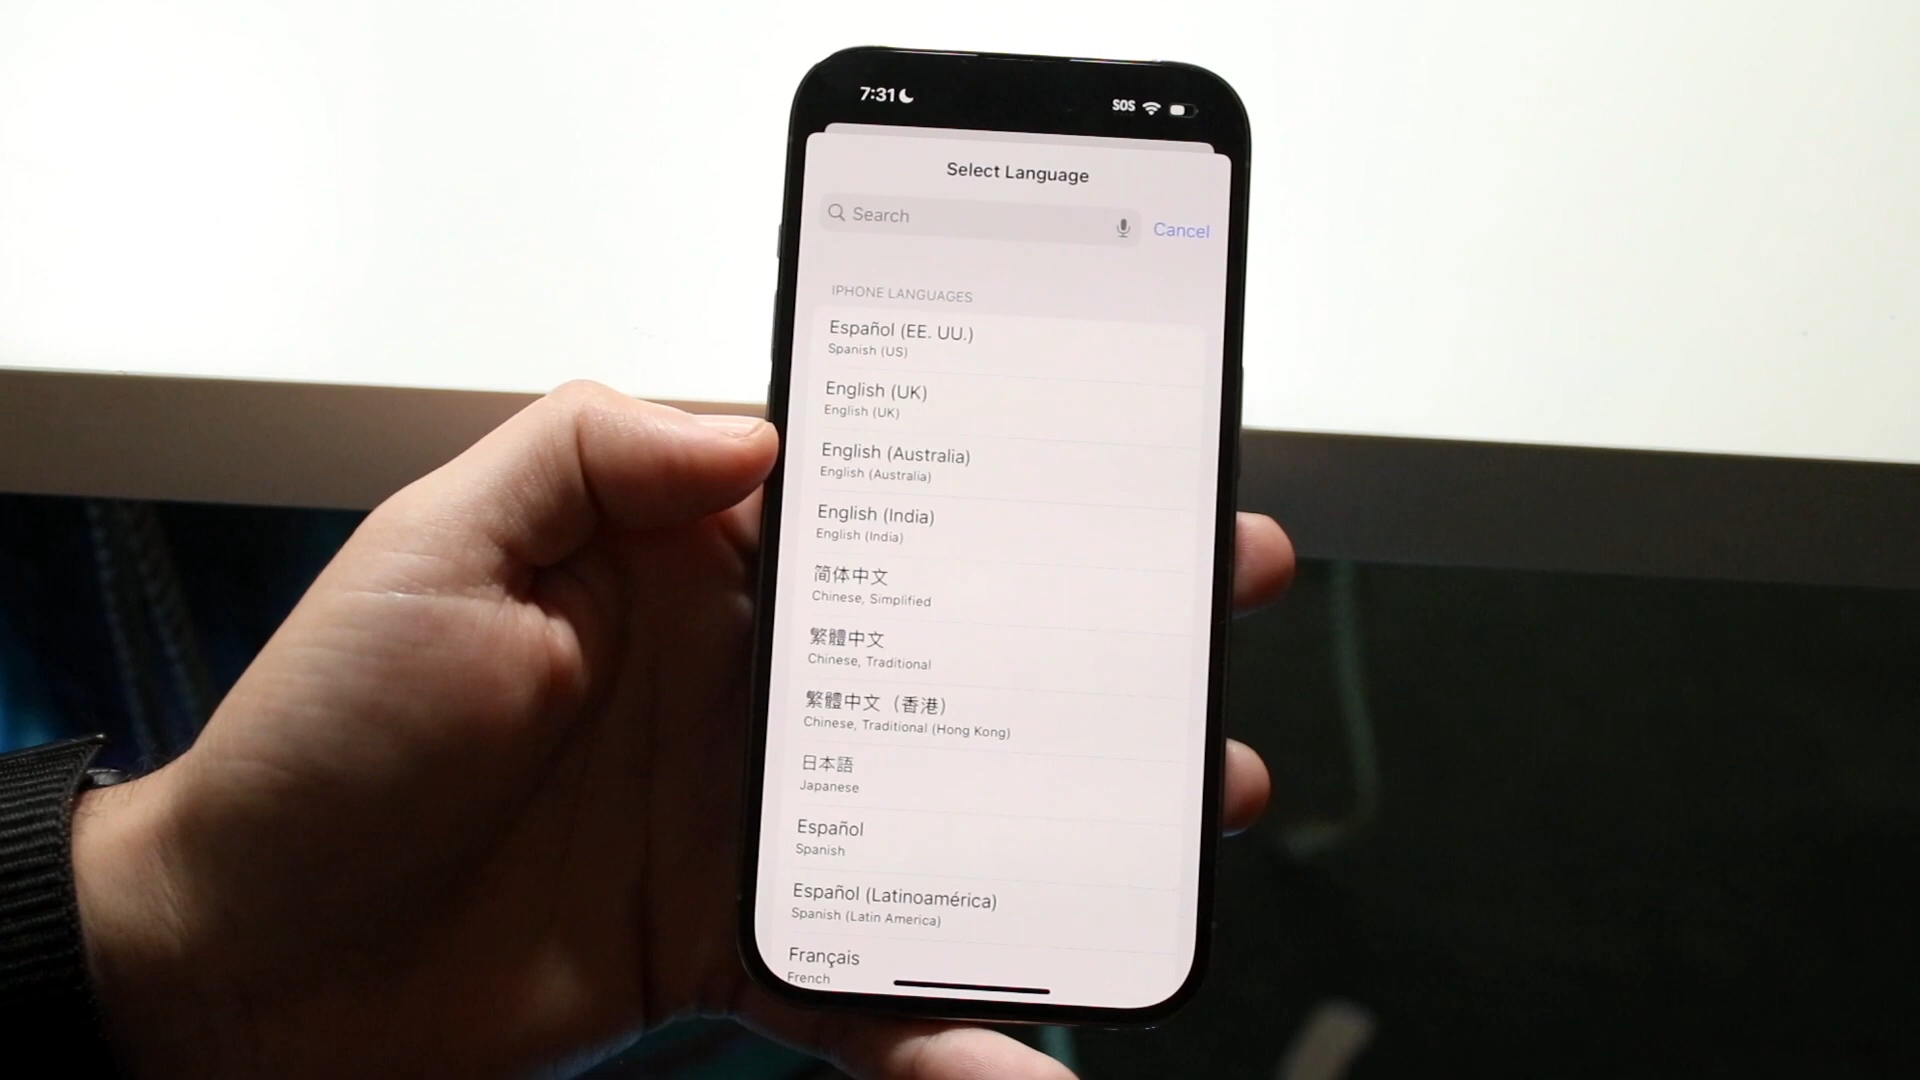 7:31
SOS
Select Language
Search
Cancel
IPHONE LANGUAGES
Español (EE. UU.)
Spanish (US)
English (UK)
English (UK)
English (Australia)
English (Australia)
English (India)
English (India)
简体中文
Chinese, Simplified
繁體中文
Chinese, Traditional
繁體中文（香港）
Chinese, Traditional (Hong Kong)
日本語
Japanese
Español
Spanish
Español (Latinoamérica)
Spanish (Latin America)
Français
French